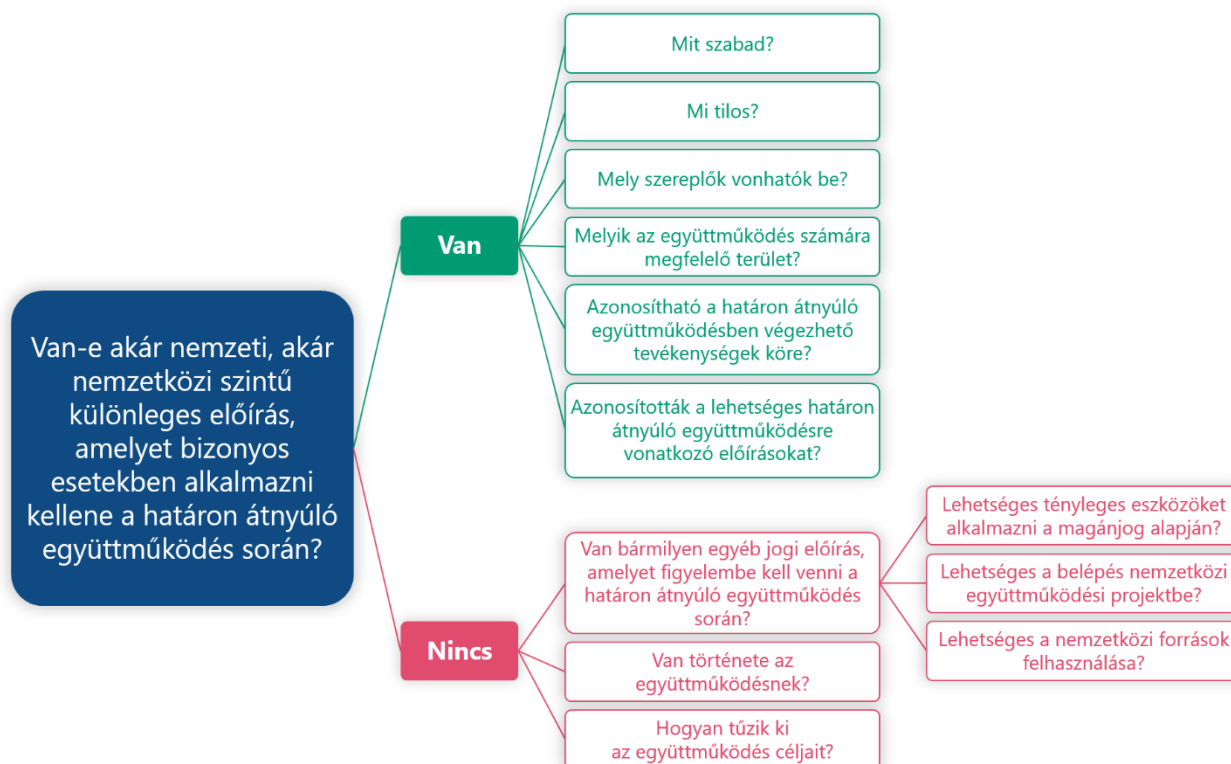 Van-e akár nemzeti, akár
nemzetközi szintű
különleges előírás,
amelyet bizonyos
esetekben alkalmazni
kellene a határon átnyúló
együttműködés során?
Van
Mit szabad?
Mi tilos?
Mely szereplők vonhatók be?
Melyik az együttműködés számára
megfelelő terület?
Azonosítható a határon átnyúló
együttműködésben végezhető
tevékenységek köre?
Azonosították a lehetséges határon
átnyúló együttműködésre
vonatkozó előírásokat?
Nincs
Van bármilyen egyéb jogi előírás,
amelyet figyelembe kell venni a
határon átnyúló együttműködés
során?
Lehetséges tényleges eszközöket
alkalmazni a magánjog alapján?
Lehetséges a belépés nemzetközi
együttműködési projektbe?
Lehetséges a nemzetközi források
felhasználása?
Van története az
együttműködésnek?
Hogyan tűzik ki
az együttműködés céljait?